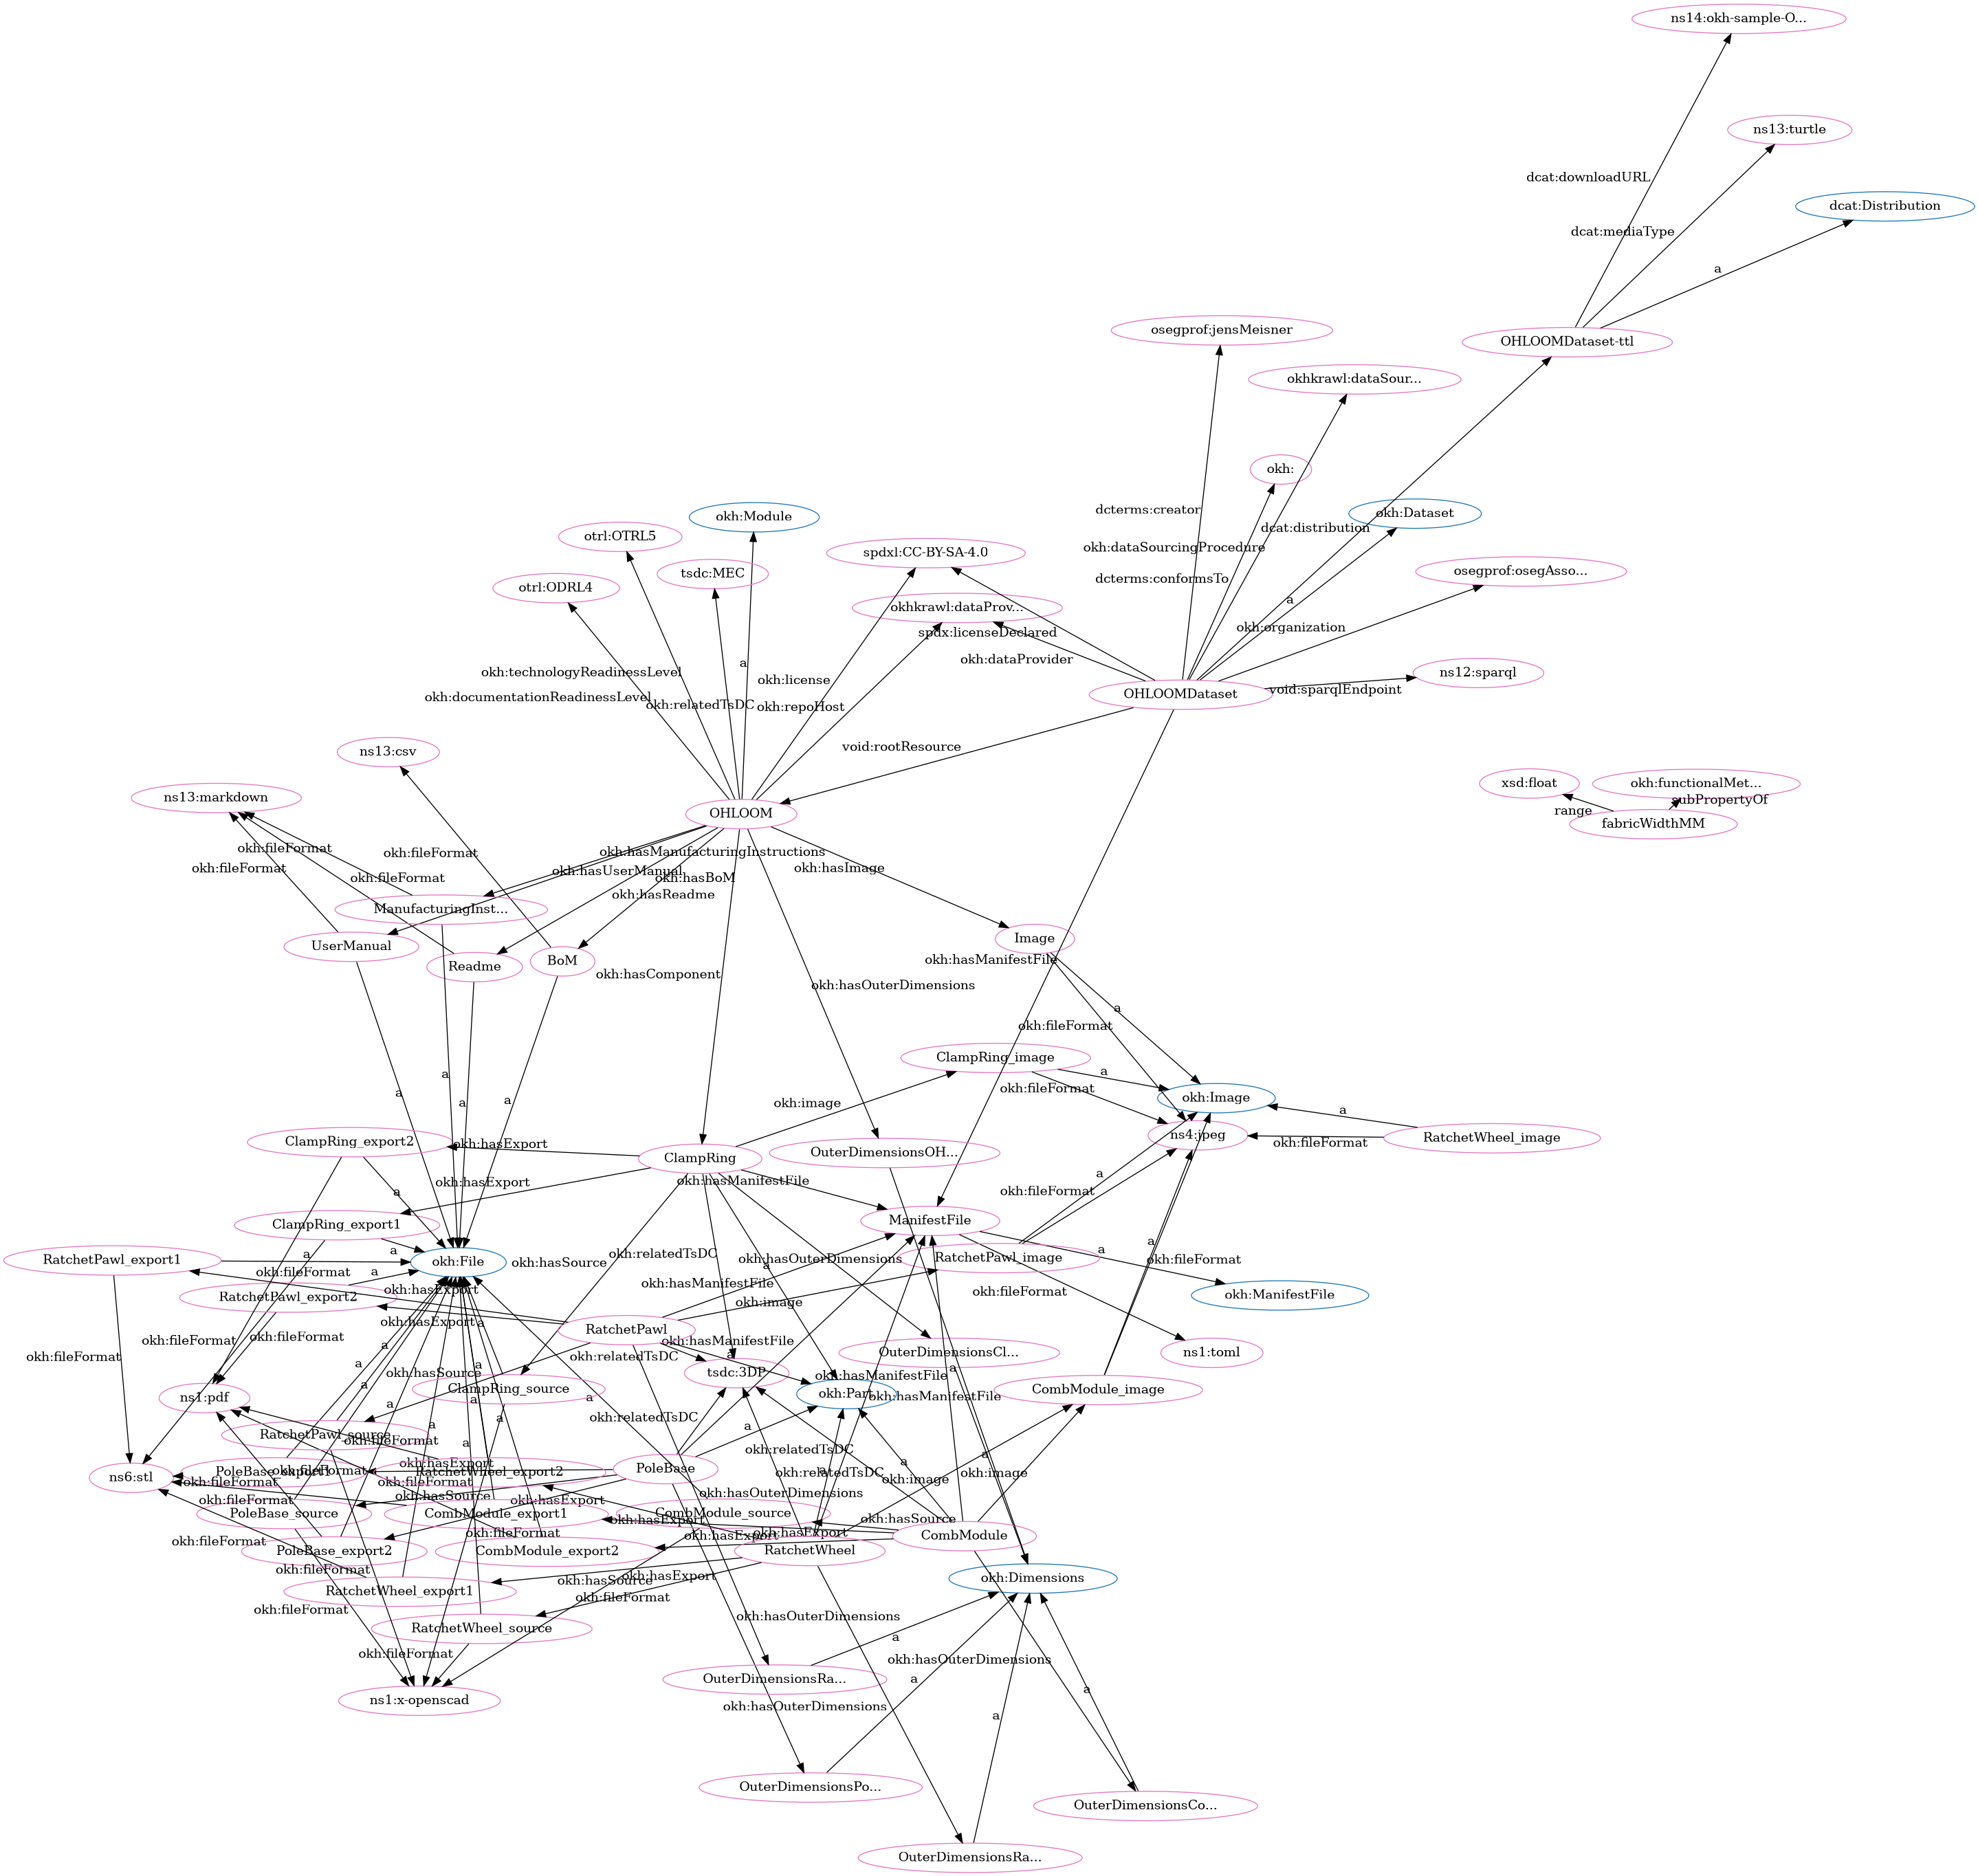 ns14:okh-sample-O...
ns13:turtle
dcat:downloadURL
dcat:Distribution
dcat:mediaType
a
osegprof:jensMeisner
OHLOOMDataset-ttl
okhkrawl:dataSour...
okh:
dcterms:creator
okh:Module
okh:Dataset
dcat:distribution
otrl:OTRL5
okh:dataSourcingProcedure
spdxl:CC-BY-SA-4.0
tsdc:MEC
osegprof:osegAsso...
dcterms:conformsTo
otrl:ODRL4
a
okhkrawl:dataProv...
okh:organization
spdx:licenseDeclared
okh:dataProvider
a
okh:technologyReadinessLevel
ns12:sparql
okh:license
void:sparqlEndpoint
OHLOOMDataset
okh:documentationReadinessLevel
okh:relatedTsDC
okh:repoHost
void:rootResource
ns13:csv
xsd:float
okh:functionalMet...
ns13:markdown
subPropertyOf
range
OHLOOM
fabricWidthMM
okh:fileFormat
okh:fileFormat
okh:hasManufacturingInstructions
okh:fileFormat
okh:hasUserManual
okh:hasImage
okh:fileFormat
okh:hasBoM
okh:hasReadme
ManufacturingInst...
Image
UserManual
okh:hasManifestFile
BoM
Readme
okh:hasComponent
okh:hasOuterDimensions
a
okh:fileFormat
ClampRing_image
a
a
okh:fileFormat
a
a
a
okh:Image
okh:image
a
ns4:jpeg
RatchetWheel_image
okh:fileFormat
ClampRing_export2
okh:hasExport
OuterDimensionsOH...
ClampRing
a
okh:hasExport
okh:hasManifestFile
a
okh:fileFormat
ClampRing_export1
ManifestFile
a
a
a
a
okh:relatedTsDC
okh:hasOuterDimensions
RatchetPawl_image
okh:fileFormat
RatchetPawl_export1
okh:File
okh:hasSource
a
okh:fileFormat
a
okh:hasManifestFile
okh:hasExport
okh:fileFormat
okh:ManifestFile
RatchetPawl_export2
okh:image
okh:hasExport
a
RatchetPawl
okh:fileFormat
okh:fileFormat
okh:hasManifestFile
a
okh:fileFormat
okh:relatedTsDC
a
OuterDimensionsCl...
ns1:toml
a
a
okh:hasSource
tsdc:3DP
okh:hasManifestFile
a
a
ClampRing_source
CombModule_image
okh:Part
okh:hasManifestFile
ns1:pdf
a
a
a
a
okh:relatedTsDC
a
a
RatchetPawl_source
okh:fileFormat
a
okh:relatedTsDC
a
a
okh:hasExport
PoleBase
a
okh:fileFormat
PoleBase_export1
RatchetWheel_export2
okh:relatedTsDC
okh:image
okh:image
ns6:stl
okh:fileFormat
okh:fileFormat
okh:hasSource
okh:hasOuterDimensions
okh:fileFormat
okh:hasExport
PoleBase_source
CombModule_export1
CombModule_source
okh:hasExport
okh:hasSource
okh:fileFormat
okh:hasExport
okh:hasExport
CombModule
okh:fileFormat
PoleBase_export2
CombModule_export2
RatchetWheel
okh:fileFormat
okh:hasExport
okh:hasSource
okh:Dimensions
RatchetWheel_export1
okh:fileFormat
okh:fileFormat
okh:hasOuterDimensions
RatchetWheel_source
a
okh:fileFormat
okh:hasOuterDimensions
OuterDimensionsRa...
a
a
ns1:x-openscad
okh:hasOuterDimensions
a
OuterDimensionsPo...
OuterDimensionsCo...
OuterDimensionsRa...